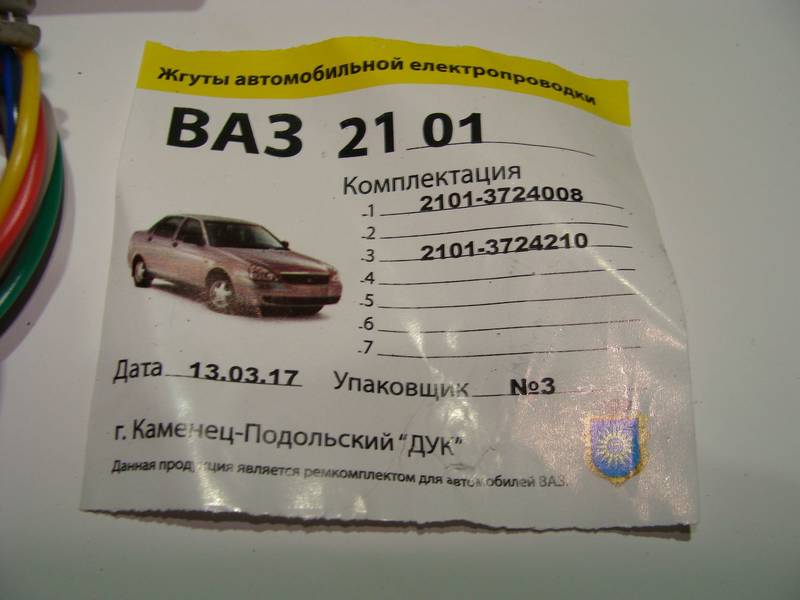 Жгуты автомобильной електропроводки
ВАЗ 21 01
Комплектация
1 2101-3724008
2
3 2101-3724210
4
5
6
7
Дата 13.03.17 Упаковщик №3
г. Каменец-Подольский "ДУК"
Данная продукция является ремкомплектом для автомобилей ВАЗ.